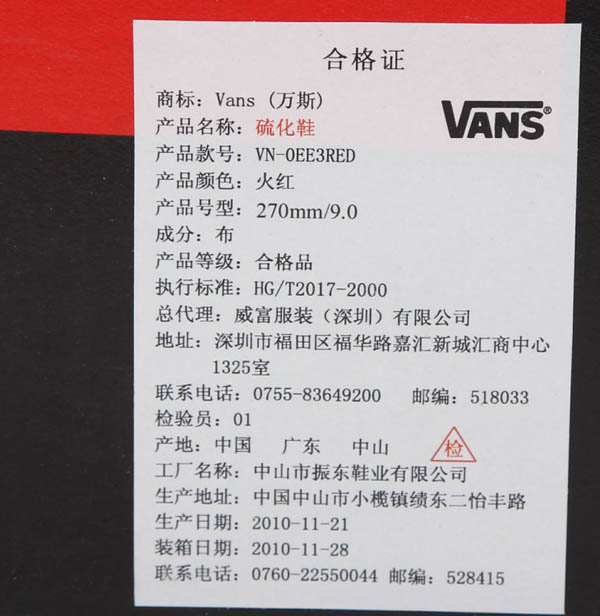 合格证
商标：Vans (万斯)
VANS®
产品名称：硫化鞋
产品款号：VN-0EE3RED
产品颜色：火红
产品号型：270mm/9.0
成分：布
产品等级：合格品
执行标准：HG/T2017-2000
总代理：威富服装（深圳）有限公司
地址：深圳市福田区福华路嘉汇新城汇商中心
1325室
联系电话：0755-83649200 邮编：518033
检验员：01
产地：中国 广东 中山 检
工厂名称：中山市振东鞋业有限公司
生产地址：中国中山市小榄镇绩东二怡丰路
生产日期：2010-11-21
装箱日期：2010-11-28
联系电话：0760-22550044 邮编：528415